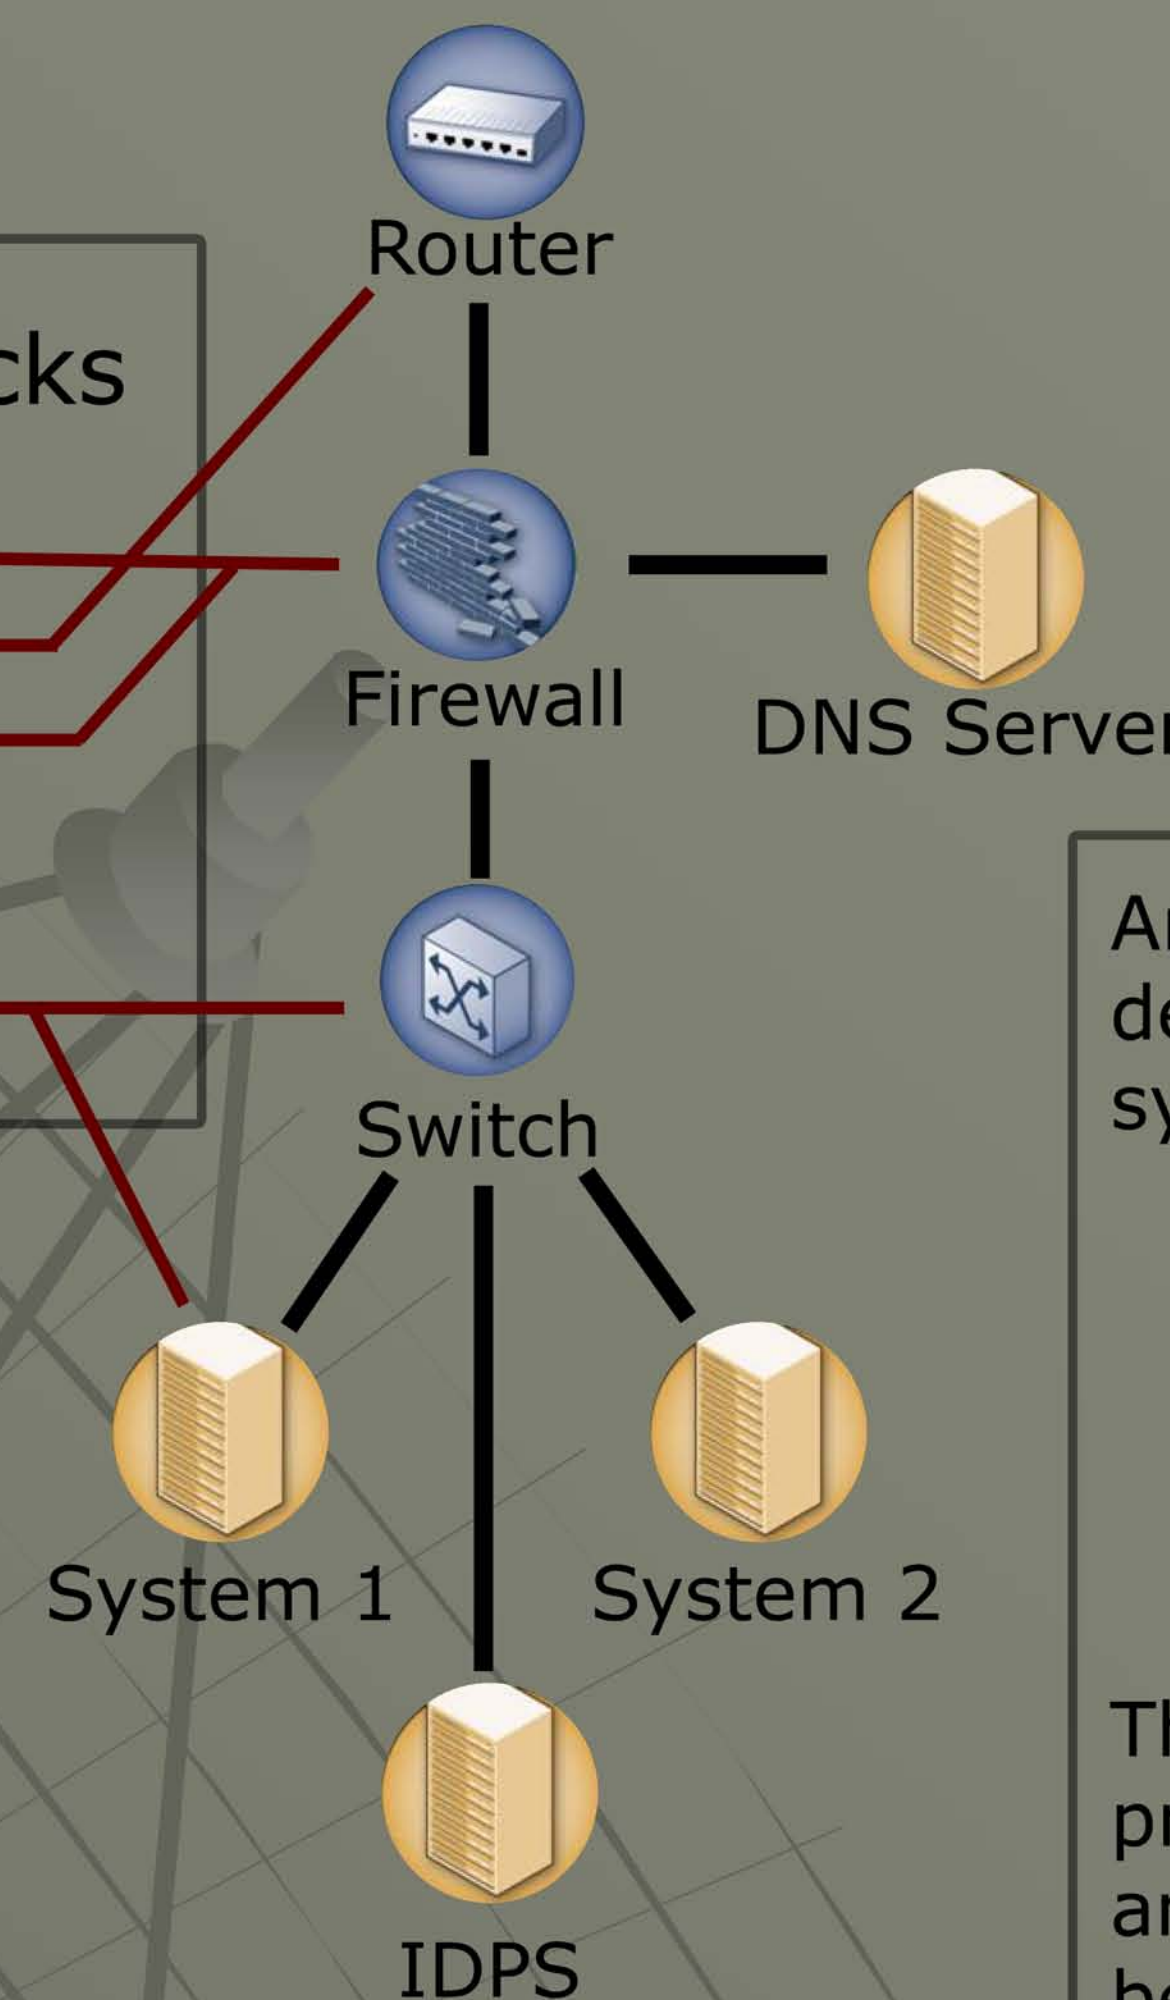 Router
cks
Firewall
DNS Server
Switch
System 1
System 2
IDPS